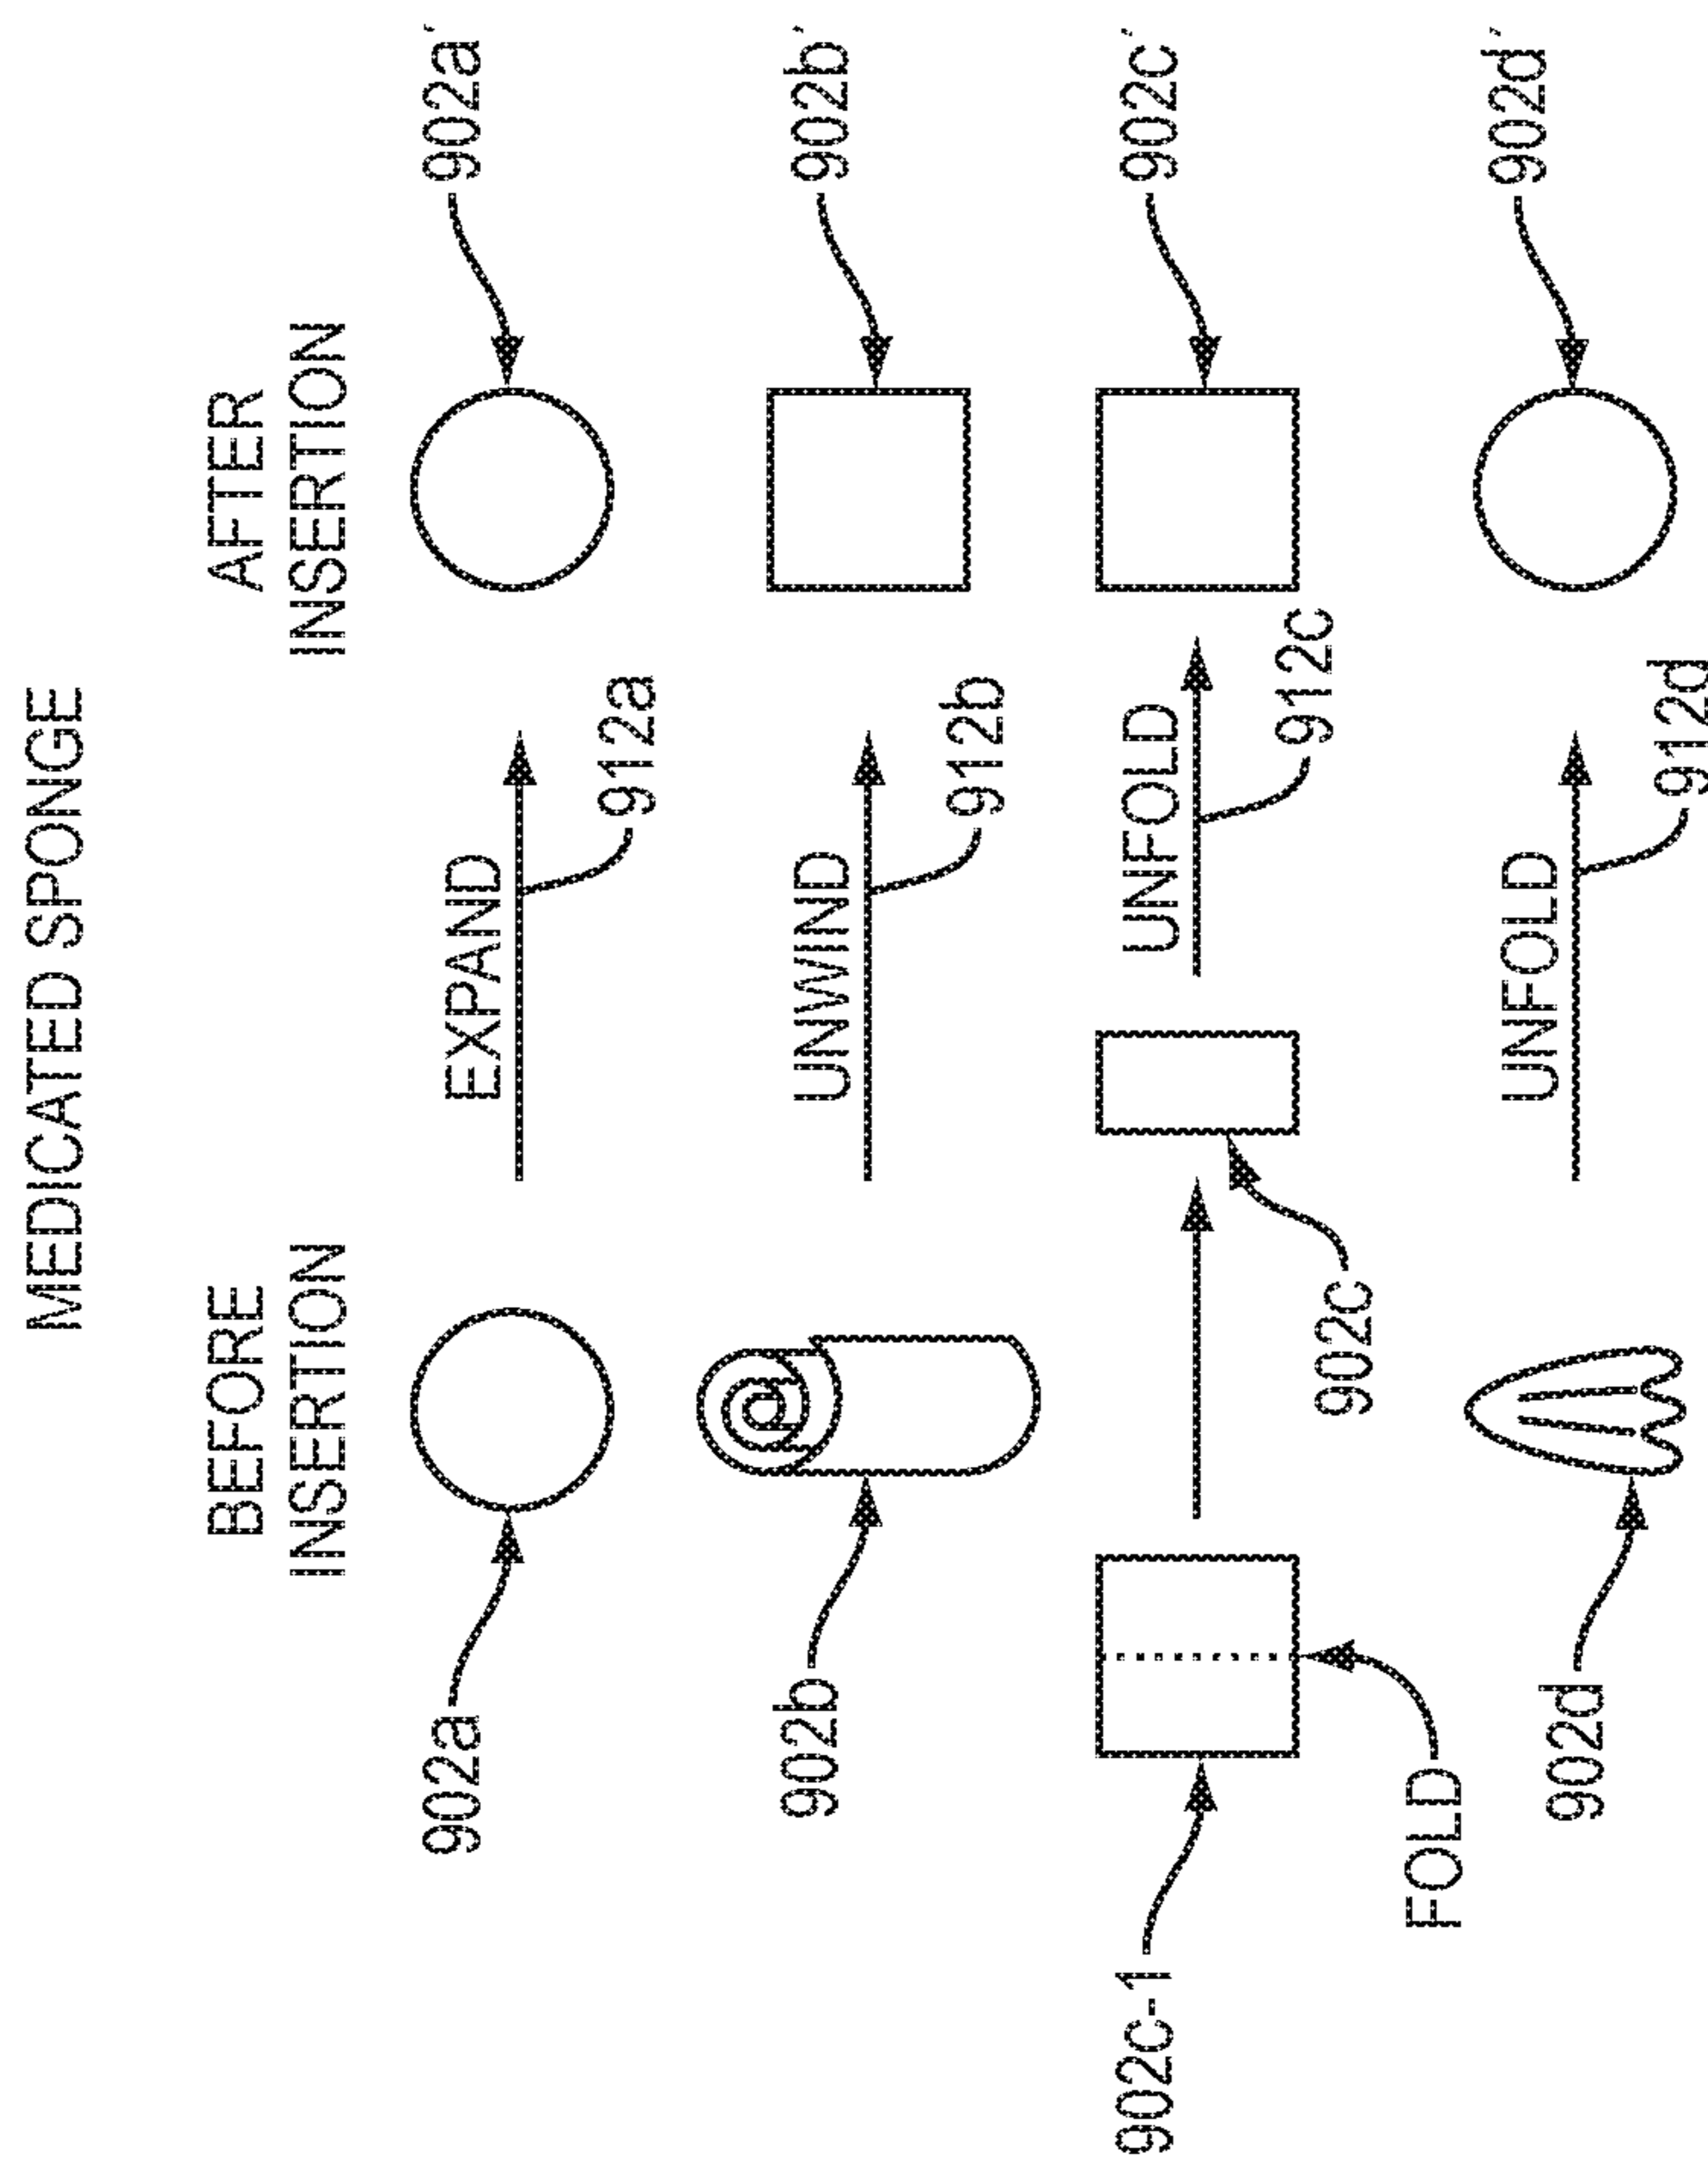 MEDICATED SPONGE
BEFORE
INSERTION
AFTER
INSERTION
902a
EXPAND
912a
902a'
902b
UNWIND
912b
902b'
902c-1
FOLD
902c
UNFOLD
912c
902c'
902d
UNFOLD
912d
902d'